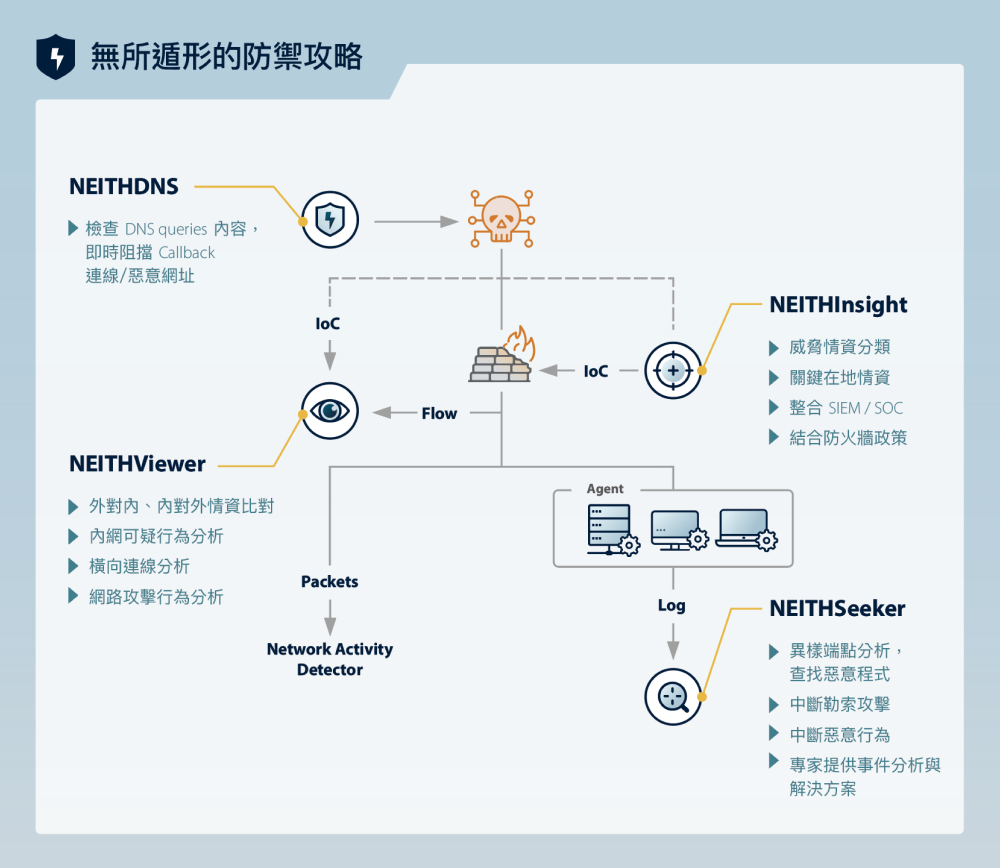 無所遁形的防禦攻略
NEITHDNS
檢查 DNS queries 內容，
即時阻擋 Callback
連線/惡意網址
IoC
NEITHInsight
威脅情資分類
關鍵在地情資
整合 SIEM / SOC
結合防火牆政策
IoC
Flow
NEITHViewer
外對內、內對外情資比對
內網可疑行為分析
橫向連線分析
網路攻擊行為分析
Agent
Packets
Network Activity
Detector
Log
NEITHSeeker
異樣端點分析，
查找惡意程式
中斷勒索攻擊
中斷惡意行為
專家提供事件分析與
解決方案